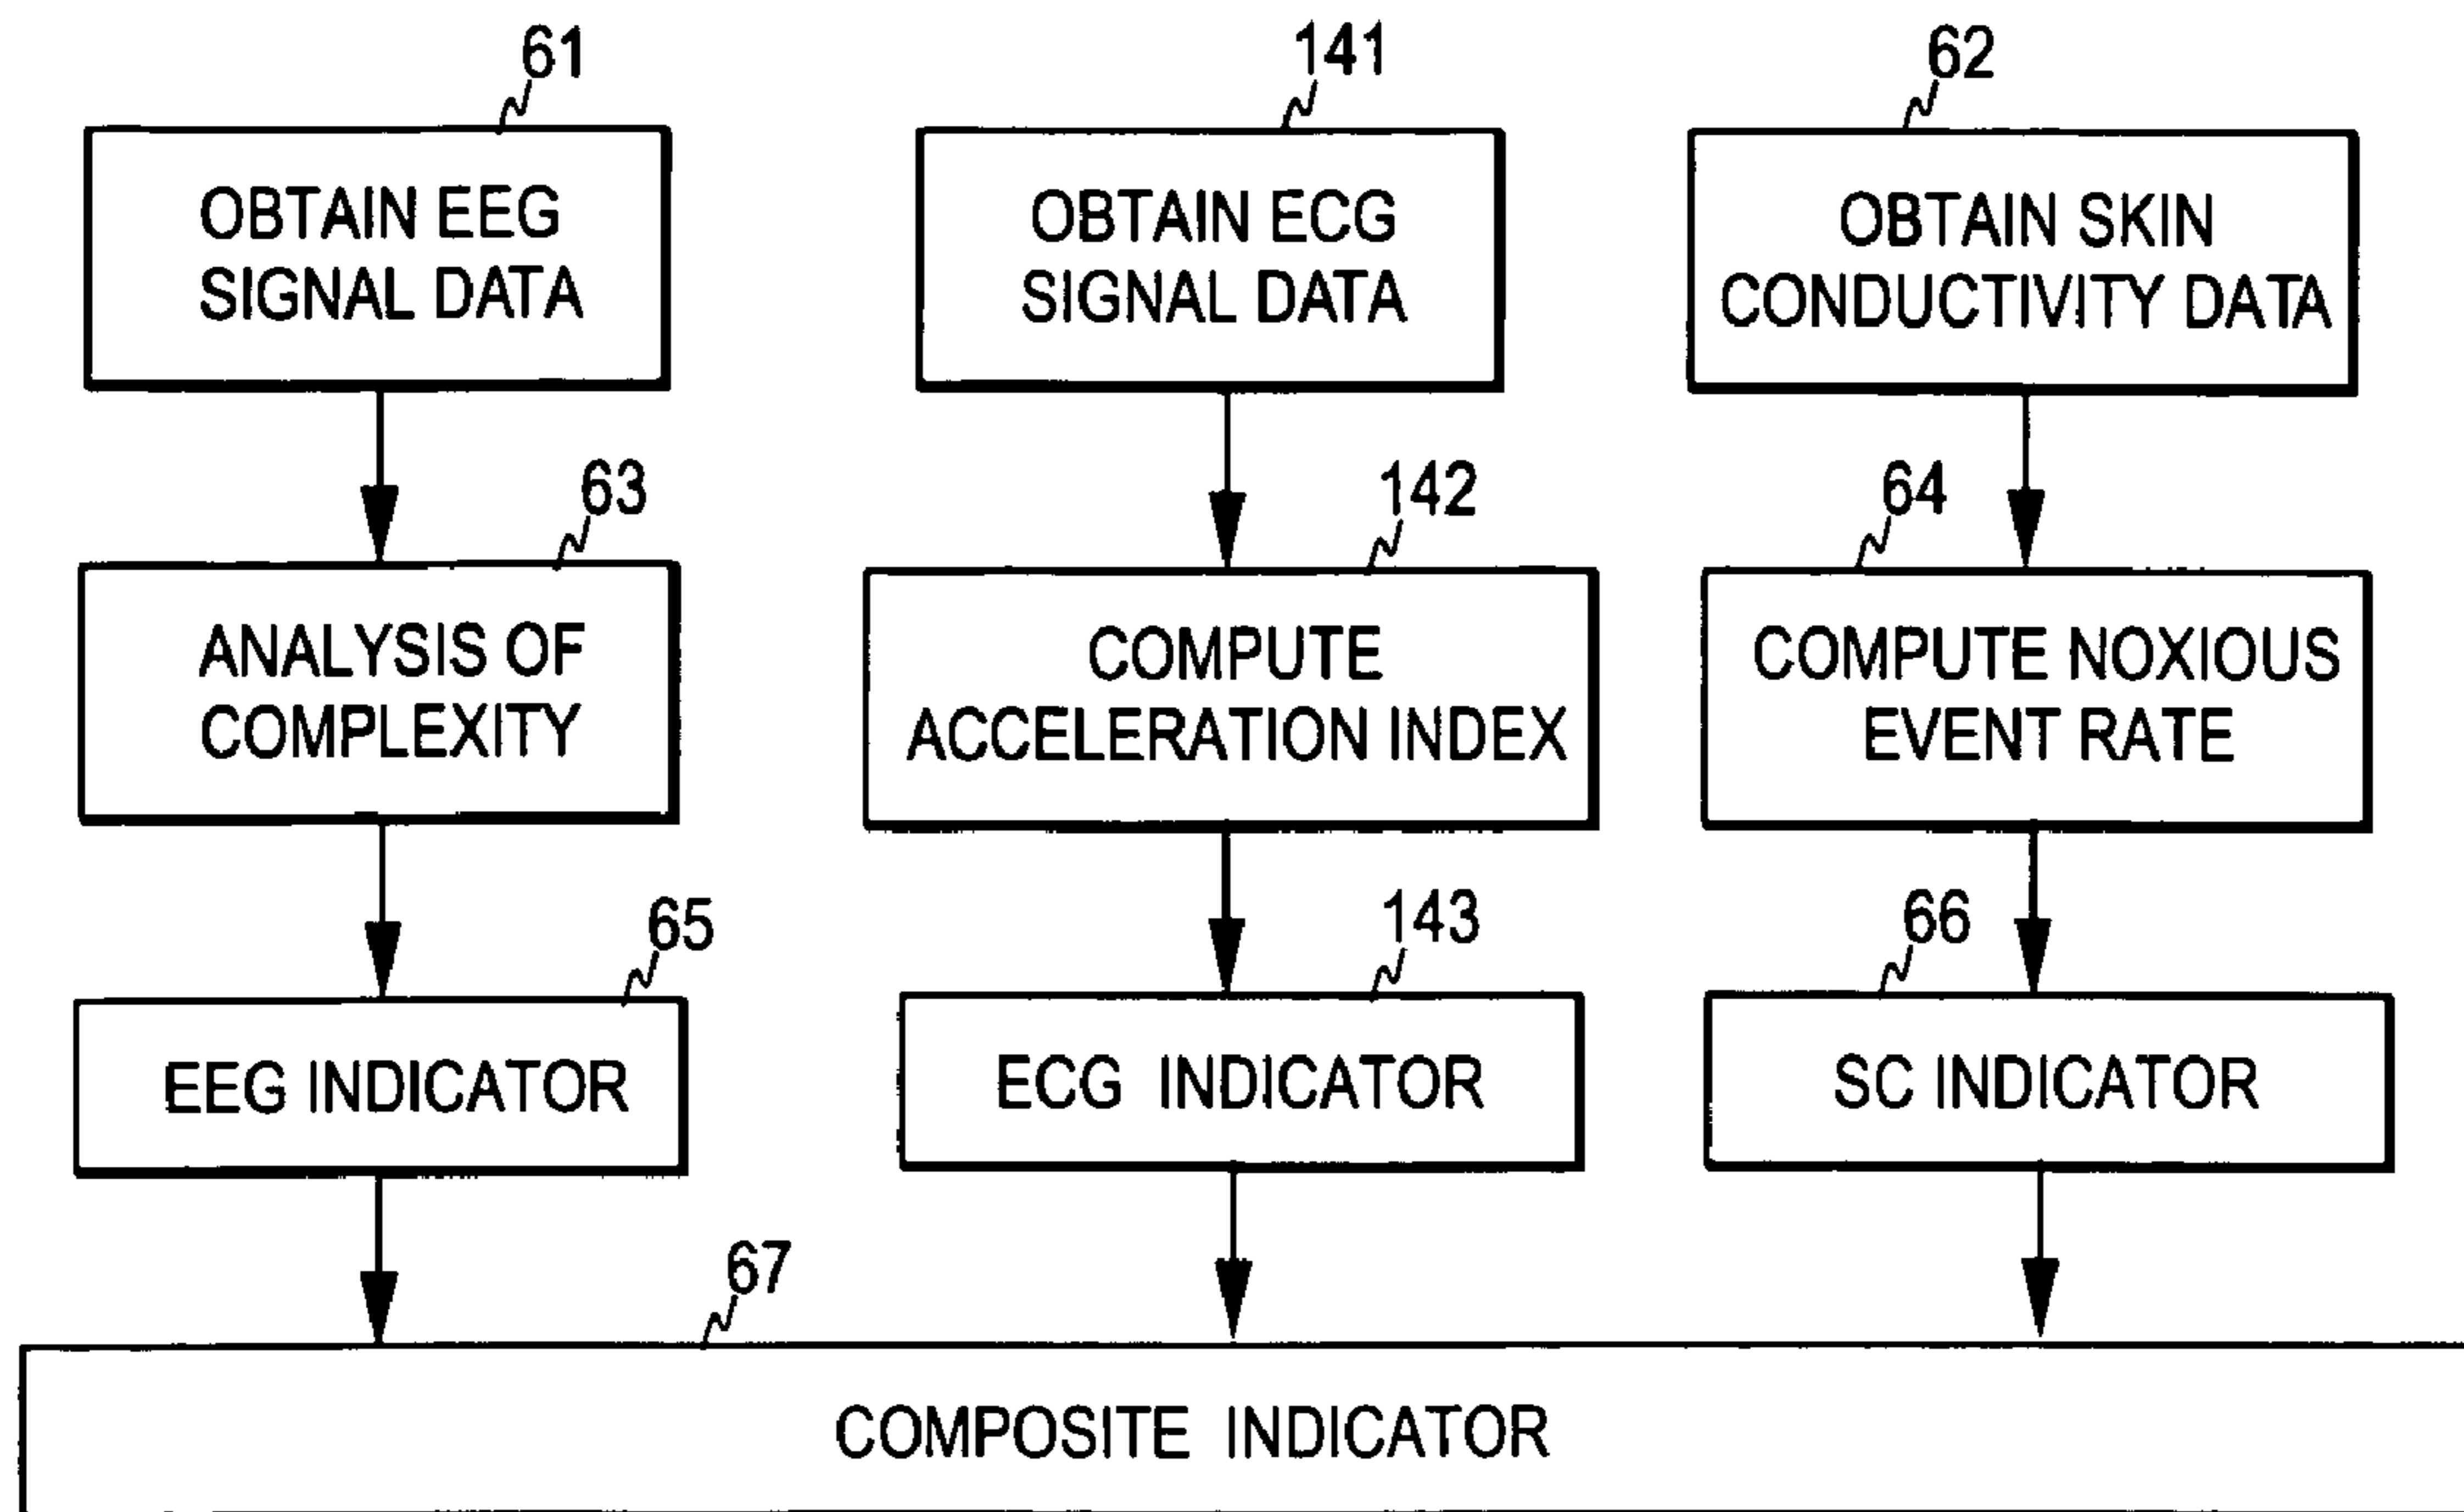 61
141
62
OBTAIN EEG
SIGNAL DATA
OBTAIN ECG
SIGNAL DATA
OBTAIN SKIN
CONDUCTIVITY DATA
63
142
64
ANALYSIS OF
COMPLEXITY
COMPUTE
ACCELERATION INDEX
COMPUTE NOXIOUS
EVENT RATE
65
143
66
EEG INDICATOR
ECG INDICATOR
SC INDICATOR
67
COMPOSITE INDICATOR